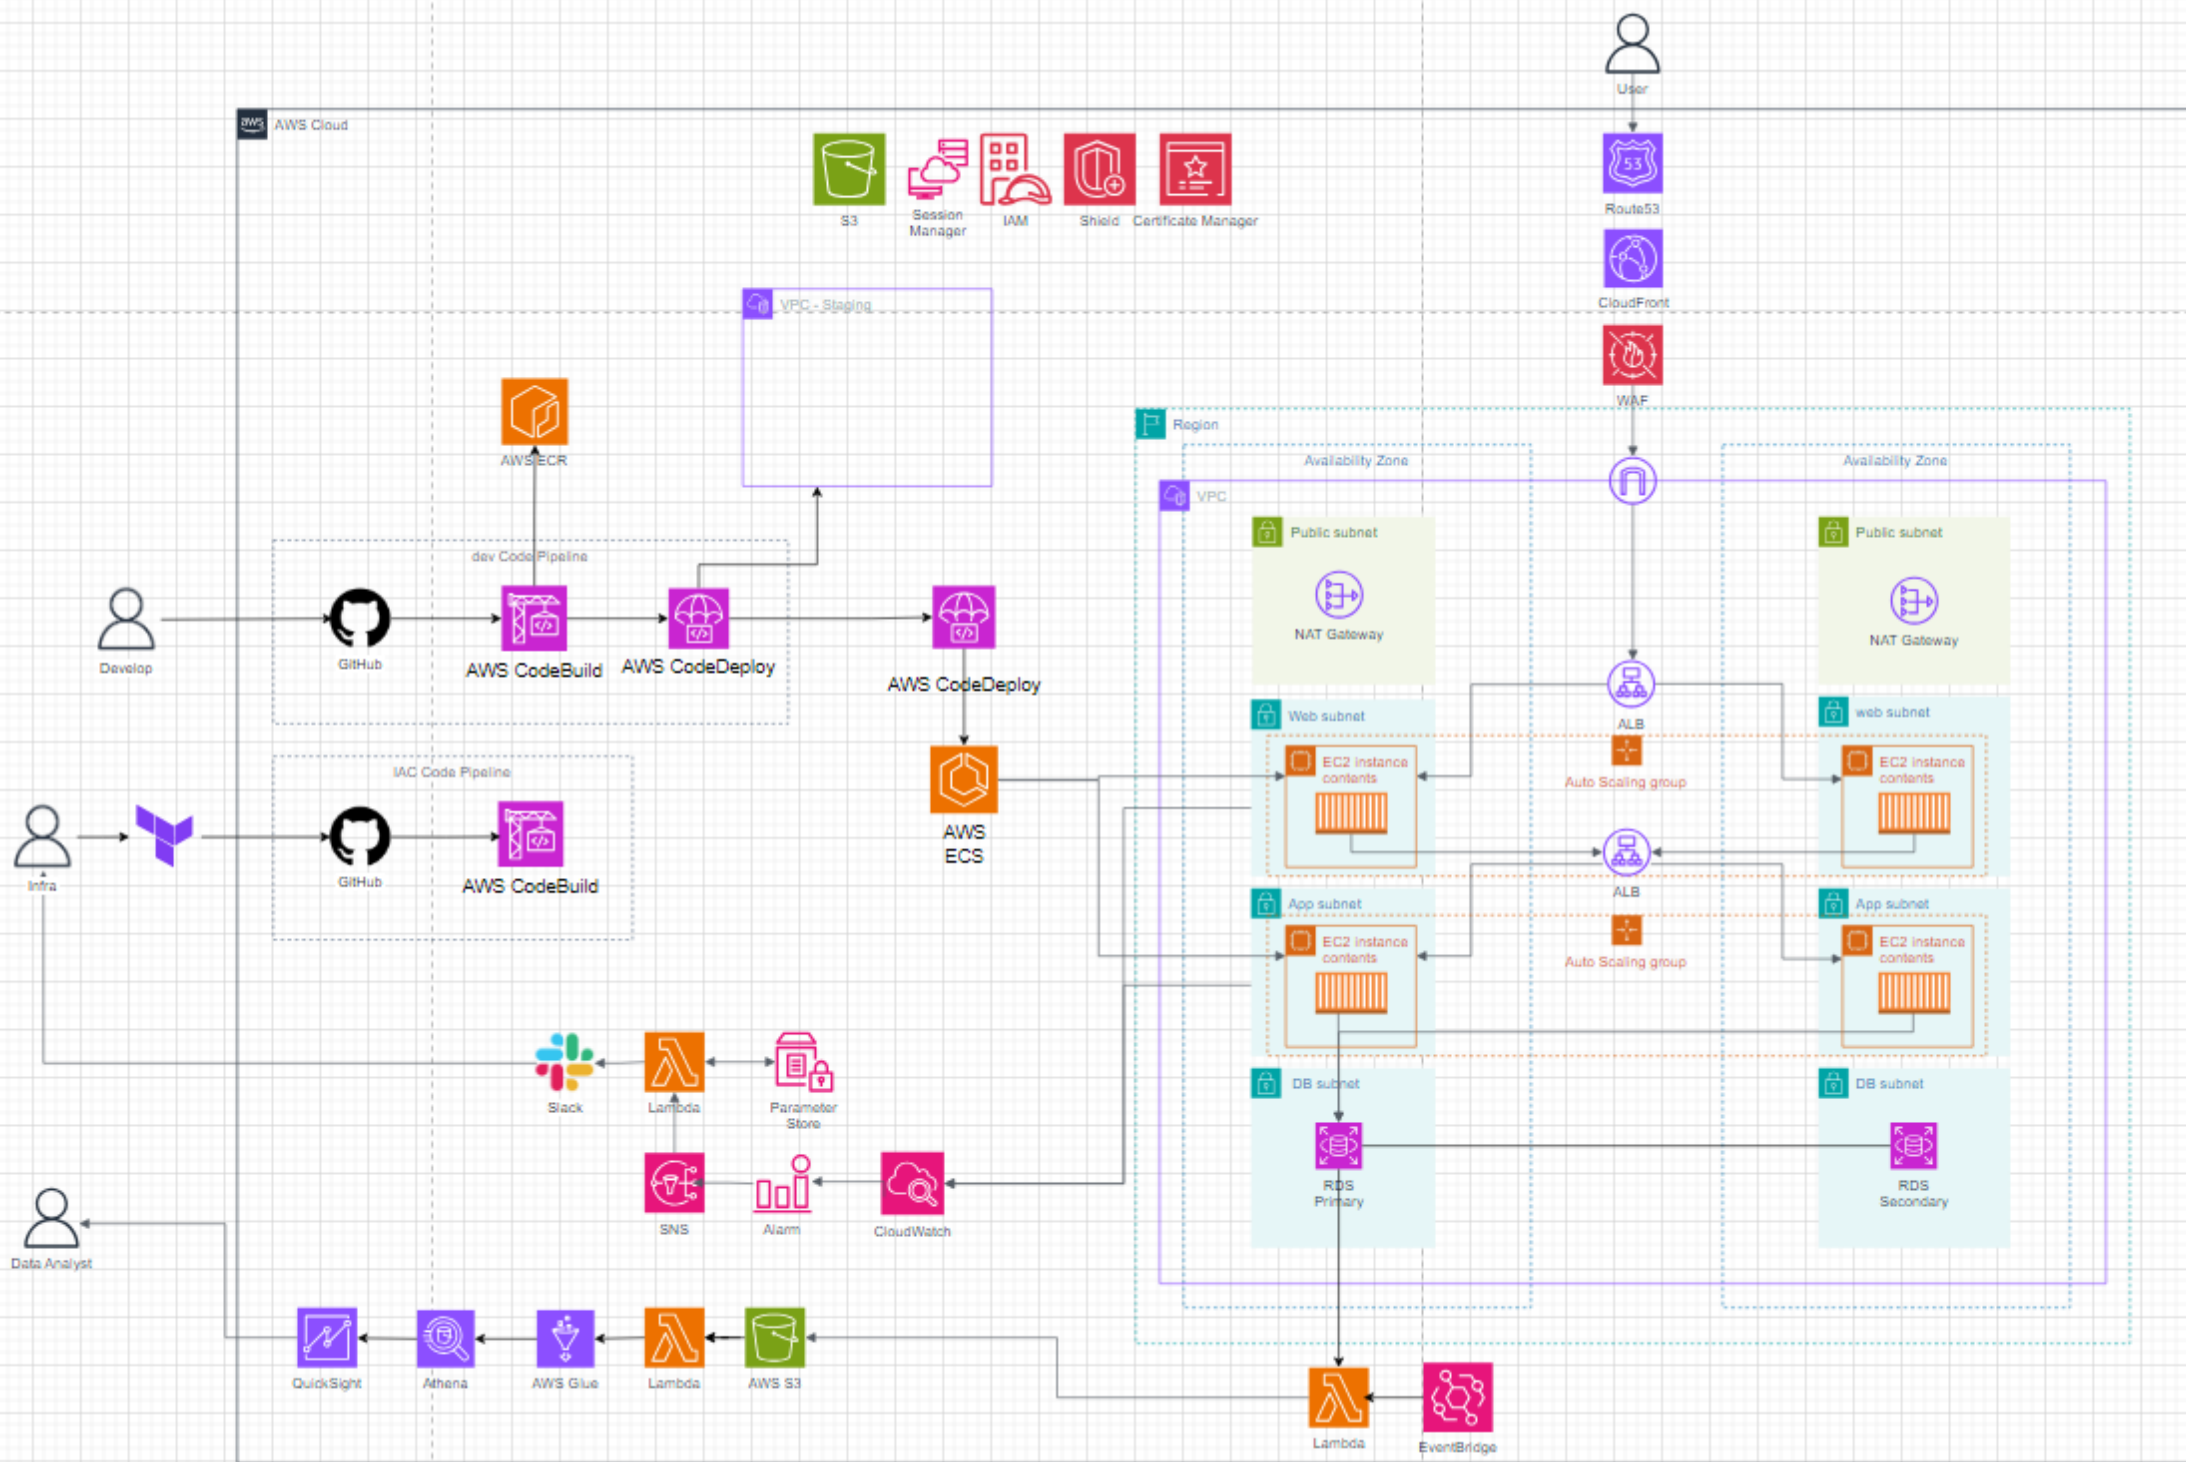 User
aws
AWS Cloud
53
Route53
S3
Session
Manager
IAM
Shield
Certificate Manager
CloudFront
VPC - Staging
WAF
Region
Availability Zone
Availability Zone
AWS ECR
VPC
Public subnet
Public subnet
dev Code Pipeline
NAT Gateway
NAT Gateway
Develop
GitHub
AWS CodeBuild
AWS CodeDeploy
AWS CodeDeploy
Web subnet
web subnet
ALB
EC2 instance
contents
Auto Scaling group
EC2 instance
contents
IAC Code Pipeline
AWS
ECS
Infra
GitHub
AWS CodeBuild
ALB
App subnet
App subnet
EC2 instance
contents
Auto Scaling group
EC2 instance
contents
Slack
Lambda
Parameter
Store
DB subnet
DB subnet
RDS
Primary
RDS
Secondary
SNS
Alarm
CloudWatch
Data Analyst
QuickSight
Athena
AWS Glue
Lambda
AWS S3
Lambda
EventBridge